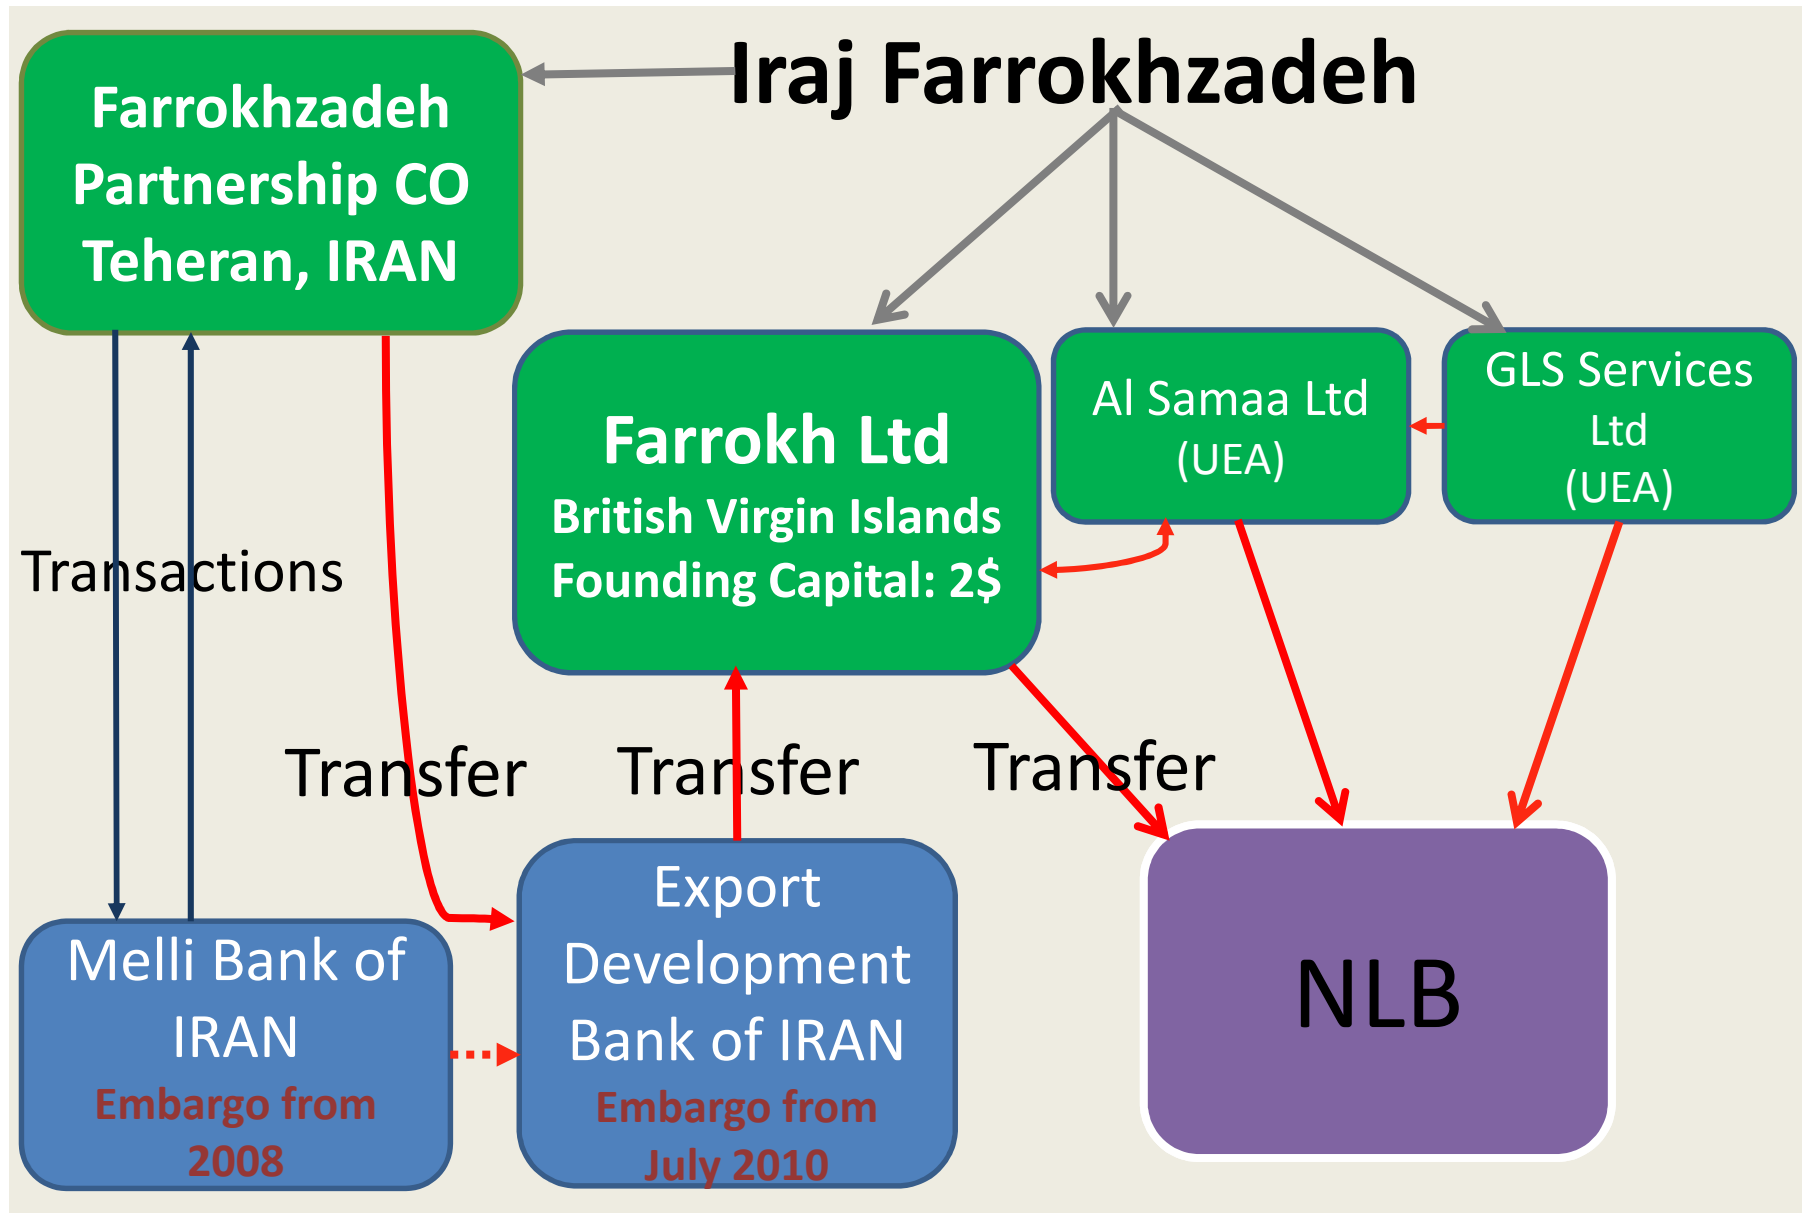 Iraj Farrokhzadeh
Farrokhzadeh
Partnership CO
Teheran, IRAN
Farrokh Ltd
British Virgin Islands
Founding Capital: 2$
Al Samaa Ltd
(UEA)
GLS Services
Ltd
(UEA)
Transactions
Transfer
Transfer
Transfer
Melli Bank of
IRAN
Embargo from
2008
Export
Development
Bank of IRAN
Embargo from
July 2010
NLB